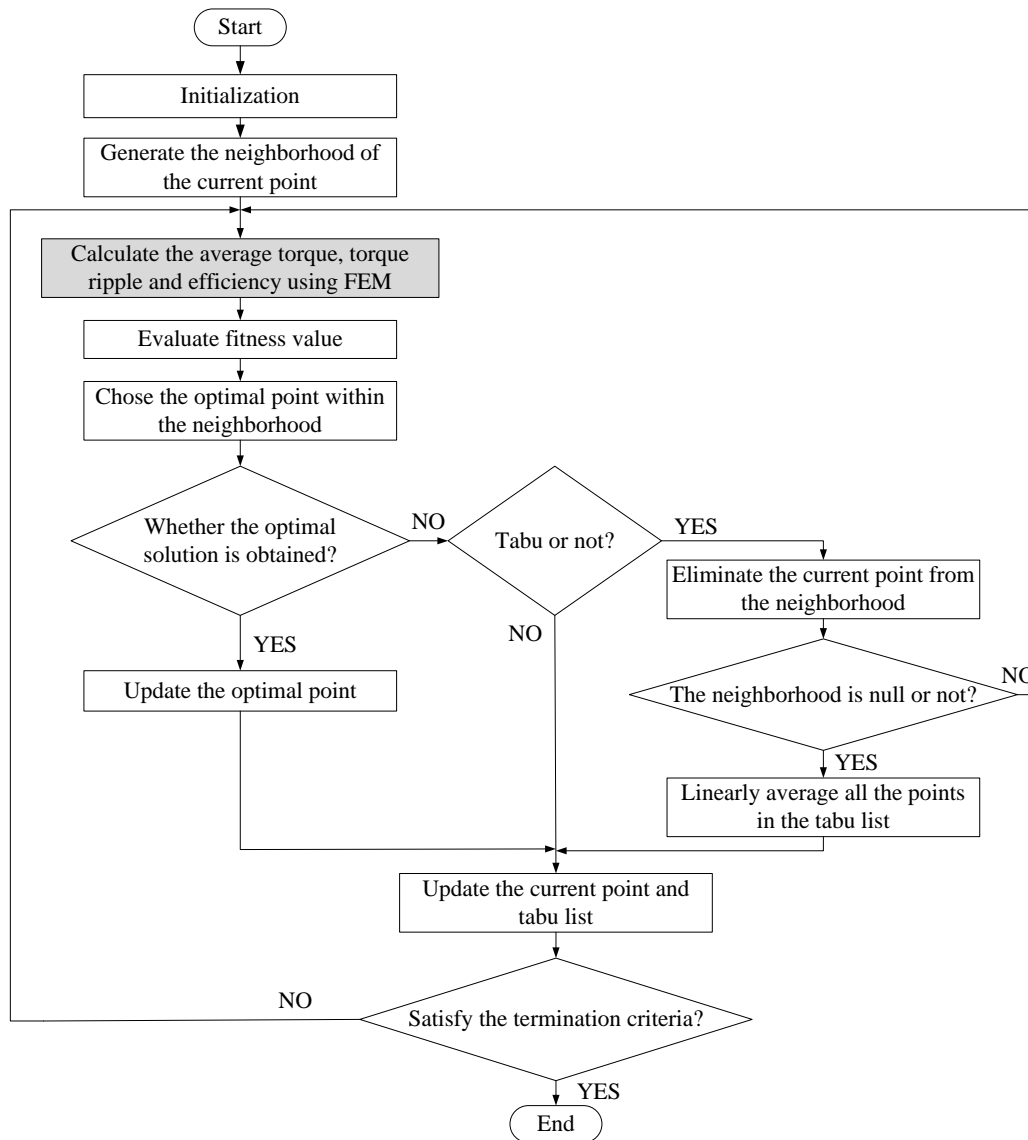 Start
Initialization
Generate the neighborhood of
the current point
Calculate the average torque, torque
ripple and efficiency using FEM
Evaluate fitness value
Chose the optimal point within
the neighborhood
Whether the optimal
solution is obtained?
NO
YES
Update the optimal point
Tabu or not?
YES
NO
Eliminate the current point from
the neighborhood
The neighborhood is null or not?
NO
YES
Linearly average all the points
in the tabu list
Update the current point and
tabu list
Satisfy the termination criteria?
NO
YES
End